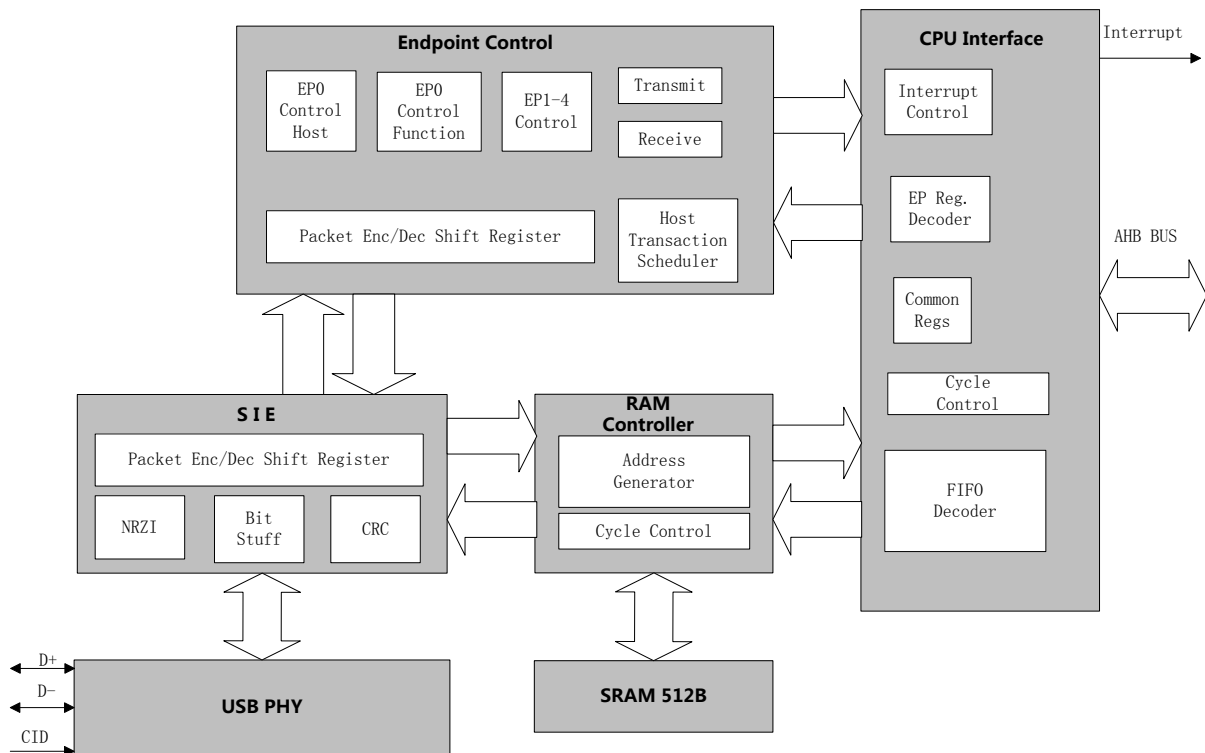 Endpoint Control
EP0
Control
Host
EP0
Control
Function
EP1-4
Control
Transmit
Receive
Packet Enc/Dec Shift Register
Host
Transaction
Scheduler
CPU Interface
Interrupt
Control
EP Reg.
Decoder
Common
Regs
Cycle
Control
FIFO
Decoder
Interrupt
AHB BUS
S I E
Packet Enc/Dec Shift Register
NRZI
Bit
Stuff
CRC
RAM
Controller
Address
Generator
Cycle Control
D+
D-
CID
USB PHY
SRAM 512B